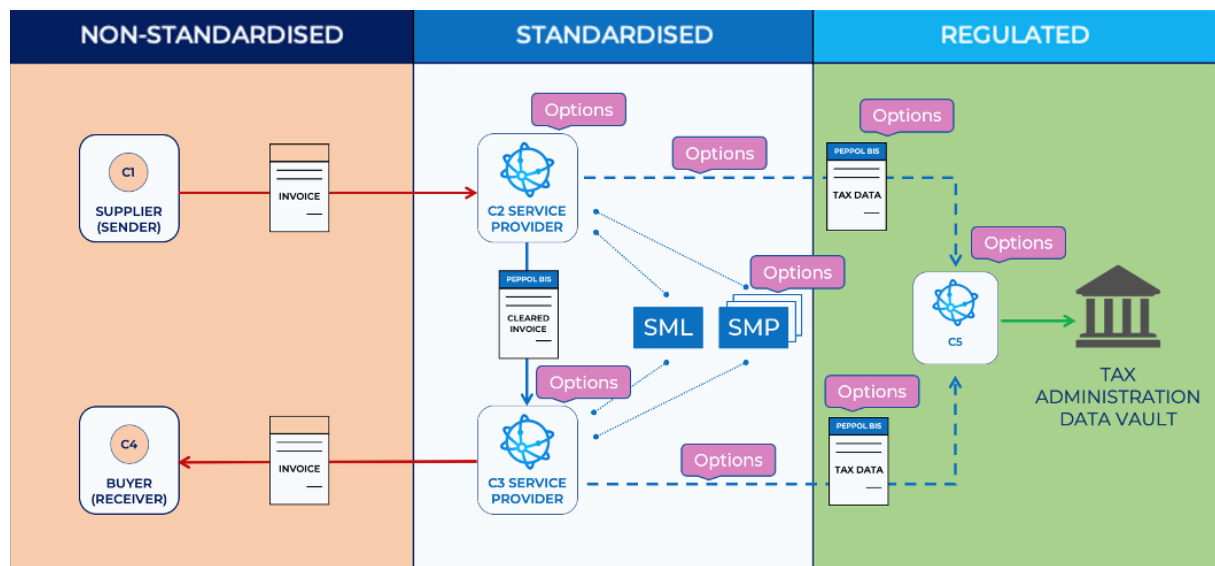 NON-STANDARDISED
STANDARDISED
REGULATED
Options
Options
Options
C1
SUPPLIER
(SENDER)
INVOICE
C2 SERVICE
PROVIDER
PEPPOL BIS
TAX DATA
Options
Options
PEPPOL BIS
CLEARED
INVOICE
SML
SMP
C5
TAX
ADMINISTRATION
DATA VAULT
Options
Options
C4
BUYER
(RECEIVER)
INVOICE
C3 SERVICE
PROVIDER
Options
PEPPOL BIS
TAX DATA